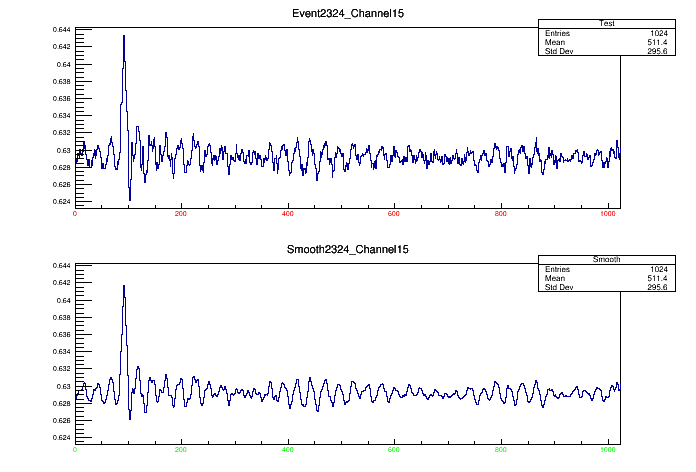 Event2324_Channel15
Test
Entries 1024
Mean 511.4
Std Dev 295.6
0.644
0.642
0.64
0.638
0.636
0.634
0.632
0.63
0.628
0.626
0.624
0 200 400 600 800 1000
Smooth2324_Channel15
Smooth
Entries 1024
Mean 511.4
Std Dev 295.6
0.644
0.642
0.64
0.638
0.636
0.634
0.632
0.63
0.628
0.626
0.624
0 200 400 600 800 1000